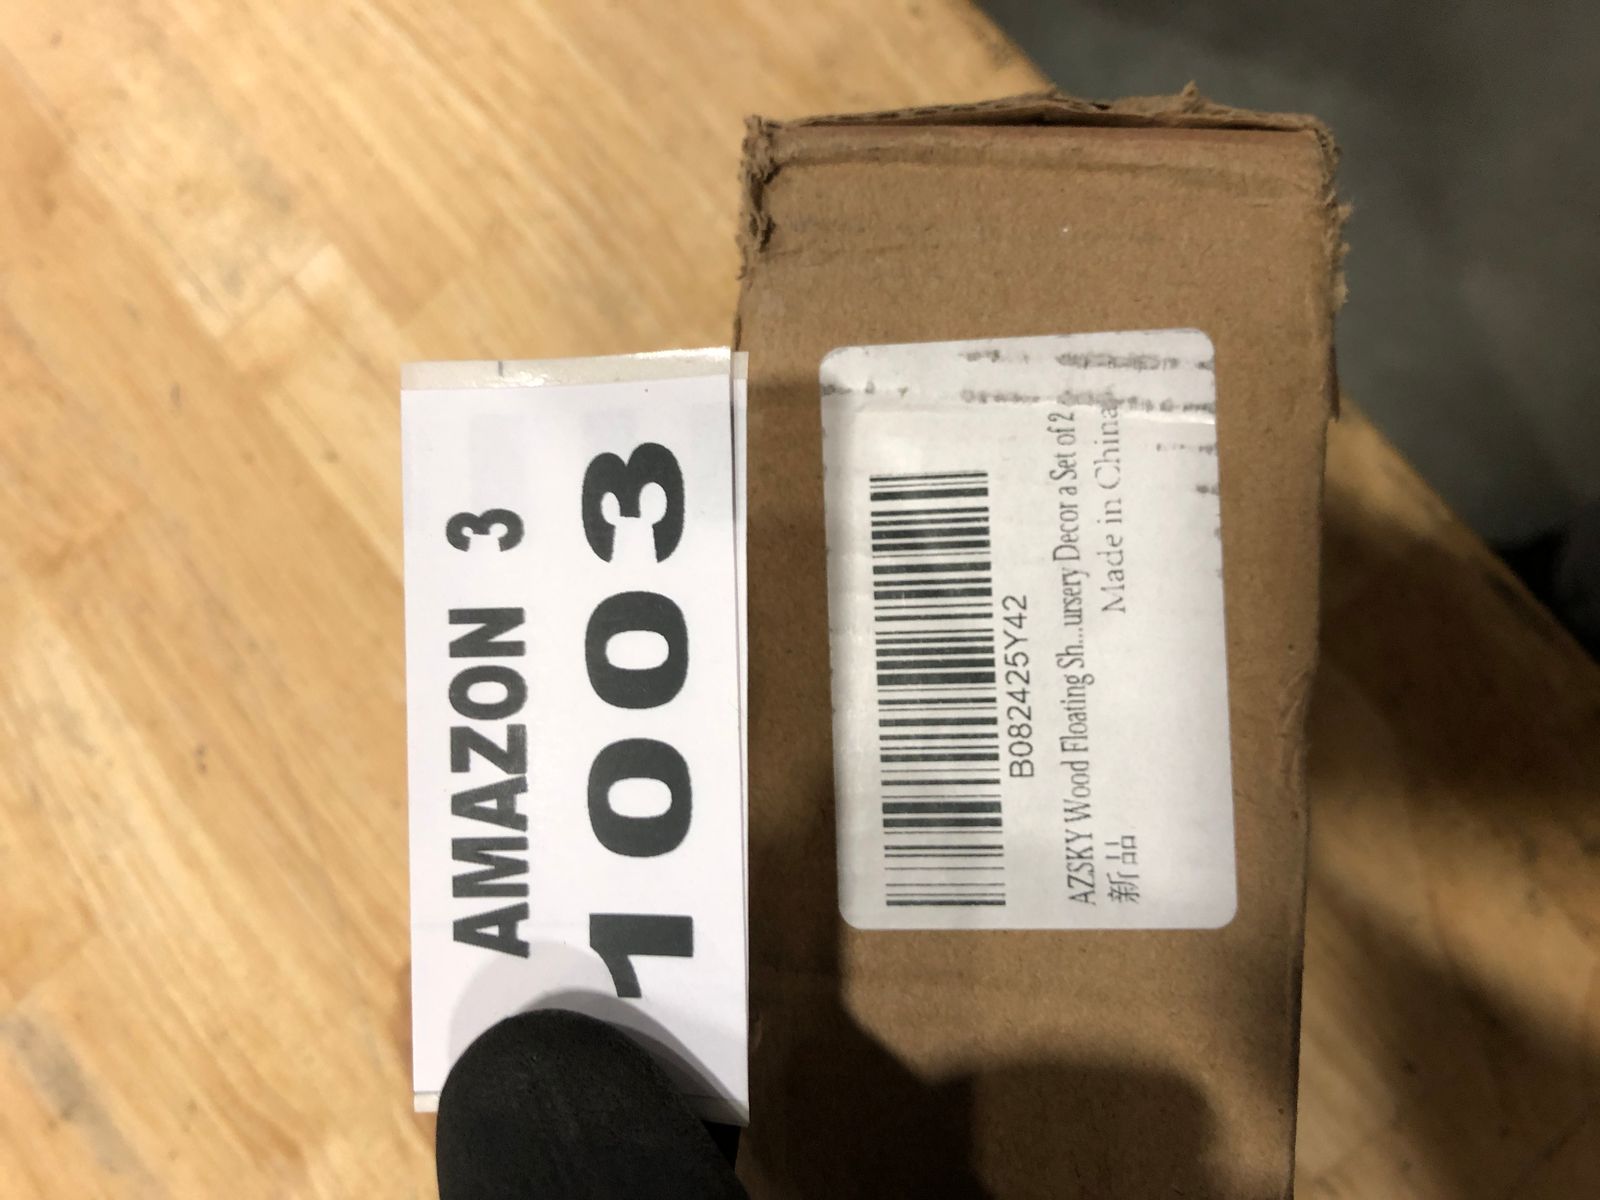 AMAZON 3
1003
B082425Y42
AZSKY Wood Floating Sh...ursery Decor a Set of 2
新品
Made in China